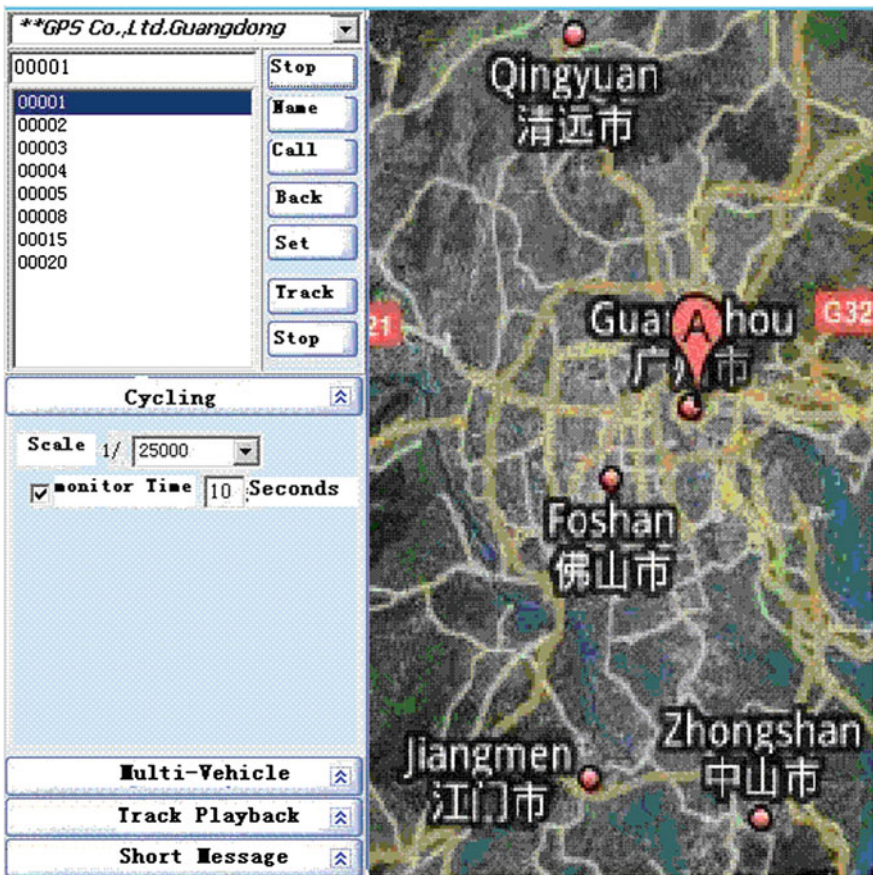 **GPS Co.,Ltd.Guangdong
00001
Stop
00001
00002
00003
00004
00005
00008
00015
00020
Name
Call
Back
Set
Track
Stop
Cycling
Scale 1/ 25000
monitor Time 10 Seconds
Multi-Vehicle
Track Playback
Short Message
Qingyuan
清远市
21
A
G32
市
Foshan
佛山市
Jiangmen
江门市
Zhongshan
中山市